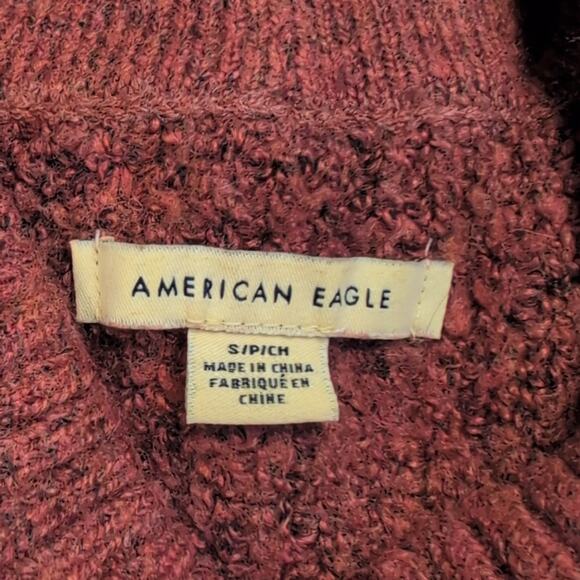 AMERICAN EAGLE
S/P/CH
MADE IN CHINA
FABRIQUÉ EN
CHINE